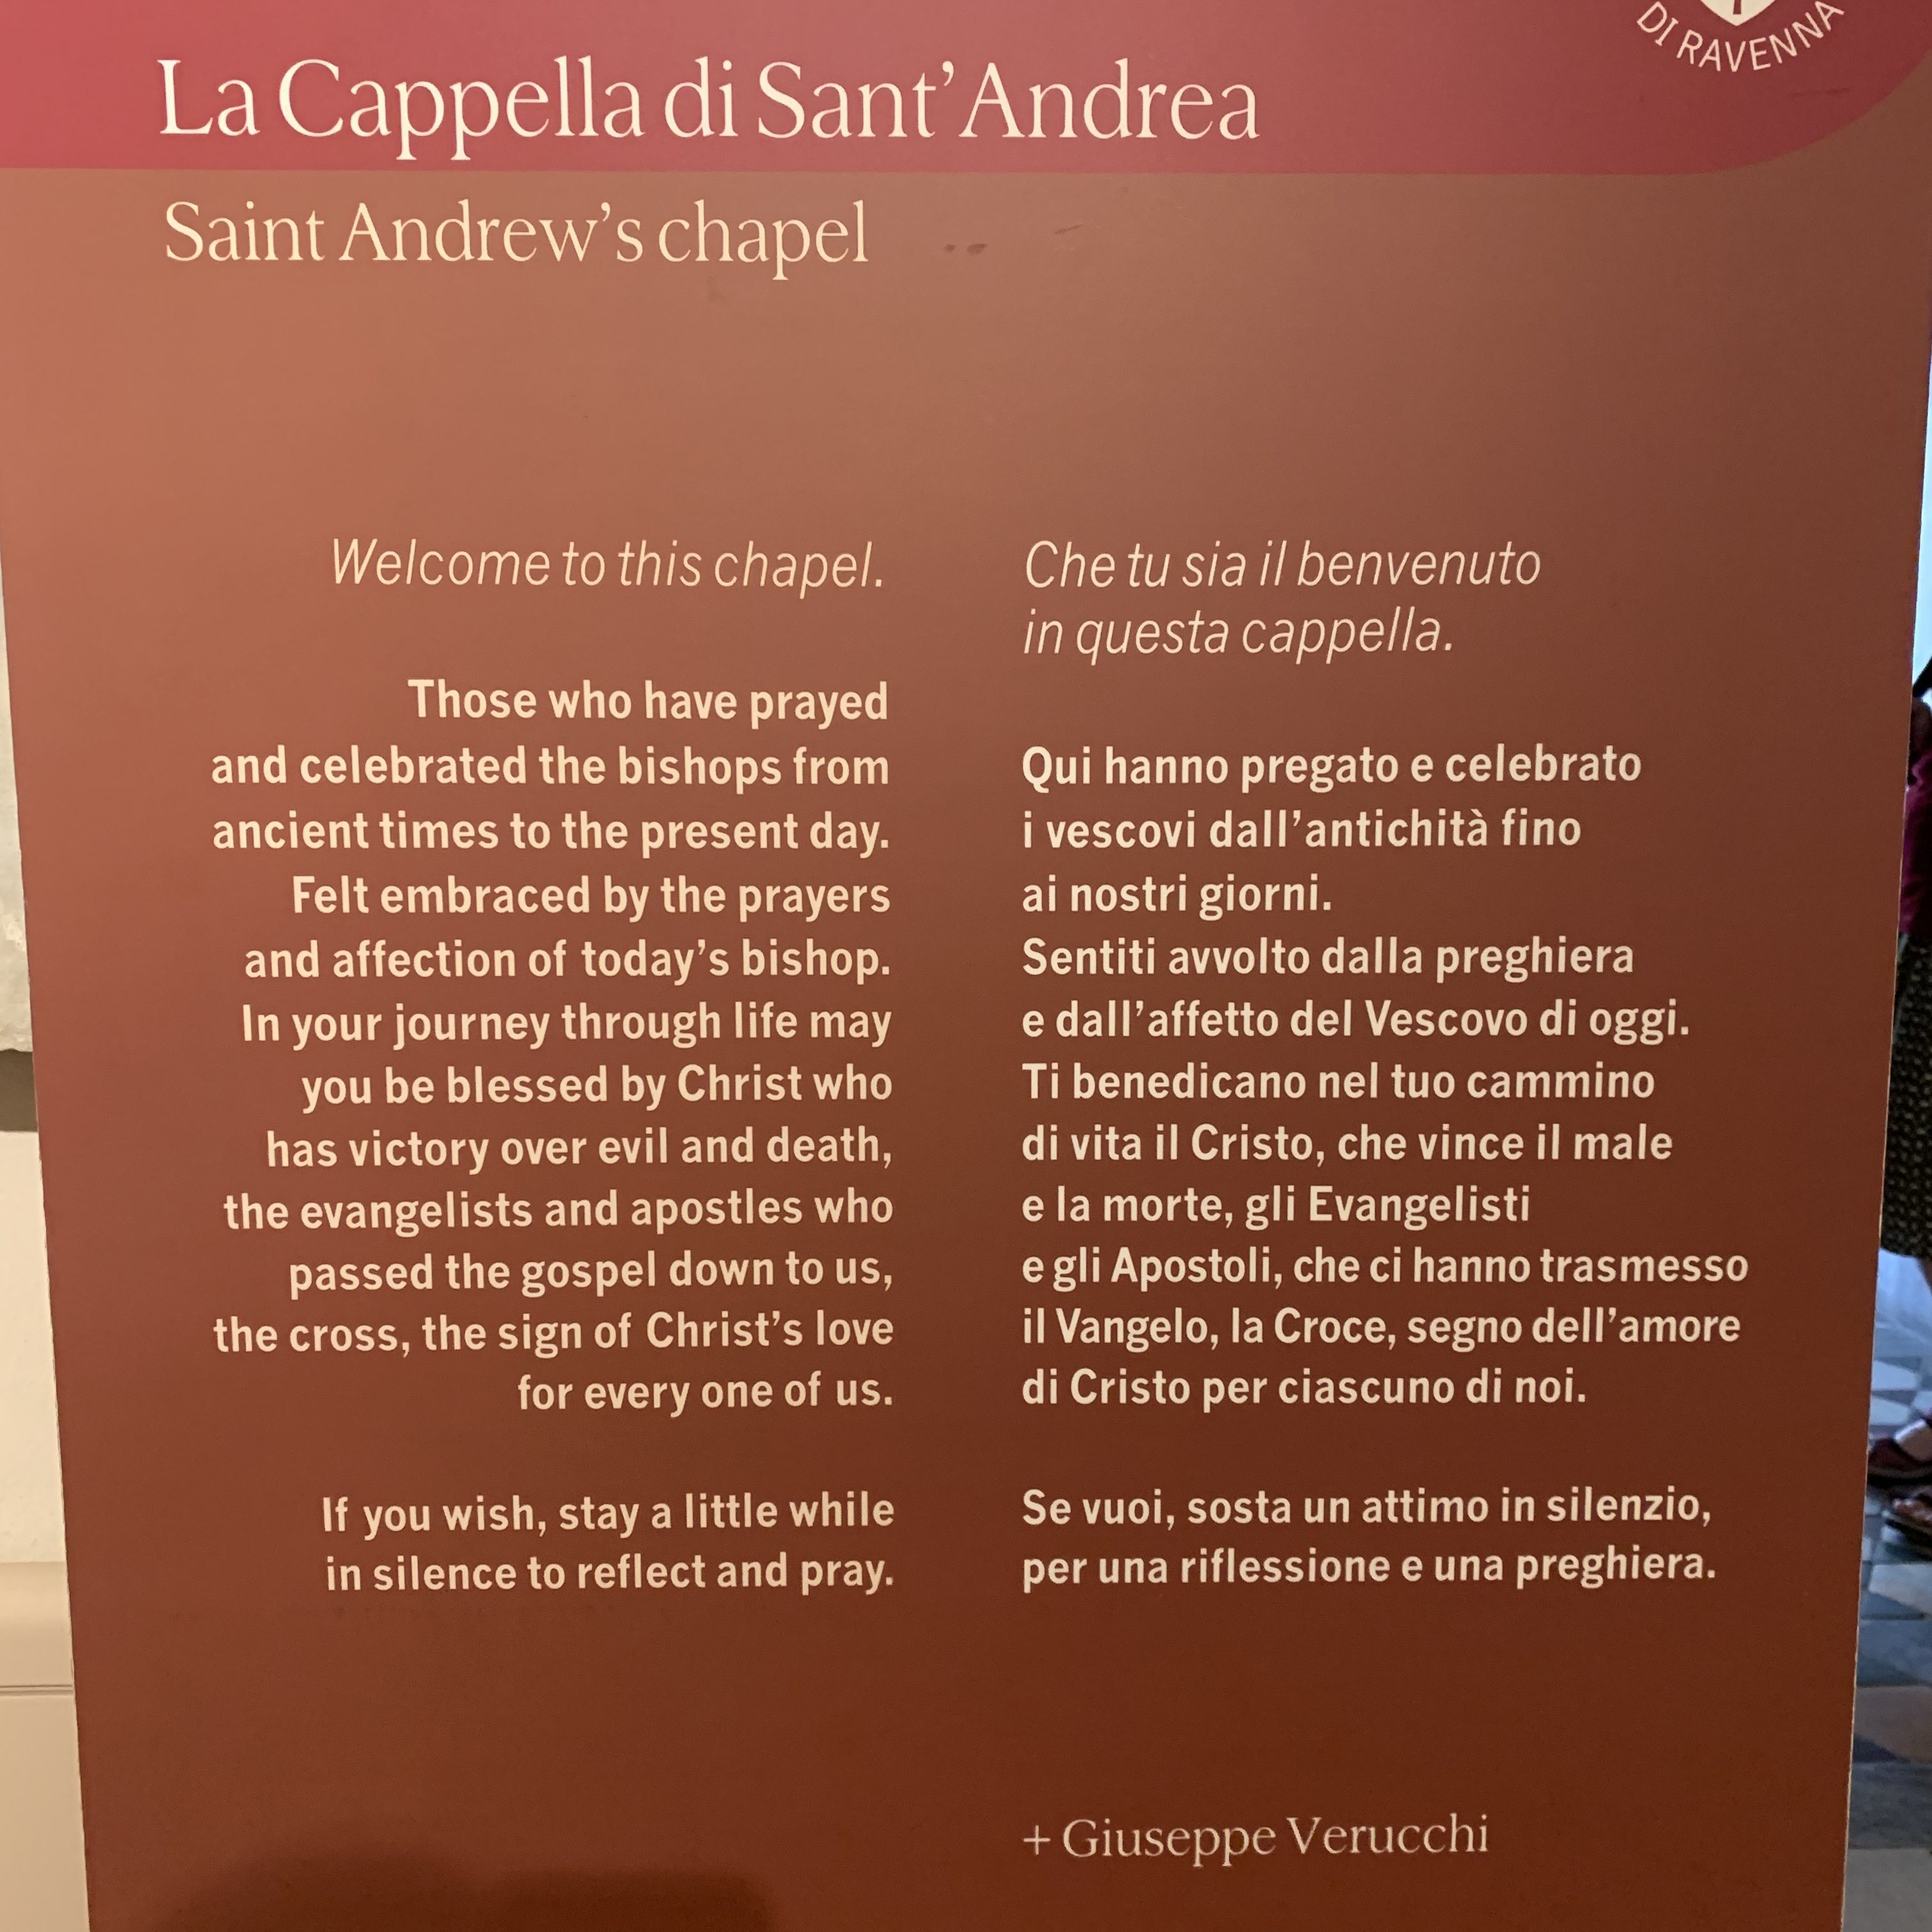 DI RAVENNA
La Cappella di Sant'Andrea
Saint Andrew's chapel
Welcome to this chapel.
Those who have prayed
and celebrated the bishops from
ancient times to the present day.
Felt embraced by the prayers
and affection of today's bishop.
In your journey through life may
you be blessed by Christ who
has victory over evil and death,
the evangelists and apostles who
passed the gospel down to us,
the cross, the sign of Christ's love
for every one of us.
If you wish, stay a little while
in silence to reflect and pray.
Che tu sia il benvenuto
in questa cappella.
Qui hanno pregato e celebrato
i vescovi dall'antichità fino
ai nostri giorni.
Sentiti avvolto dalla preghiera
e dall'affetto del Vescovo di oggi.
Ti benedicano nel tuo cammino
di vita il Cristo, che vince il male
e la morte, gli Evangelisti
e gli Apostoli, che ci hanno trasmesso
il Vangelo, la Croce, segno dell'amore
di Cristo per ciascuno di noi.
Se vuoi, sosta un attimo in silenzio,
per una riflessione e una preghiera.
+ Giuseppe Verucchi